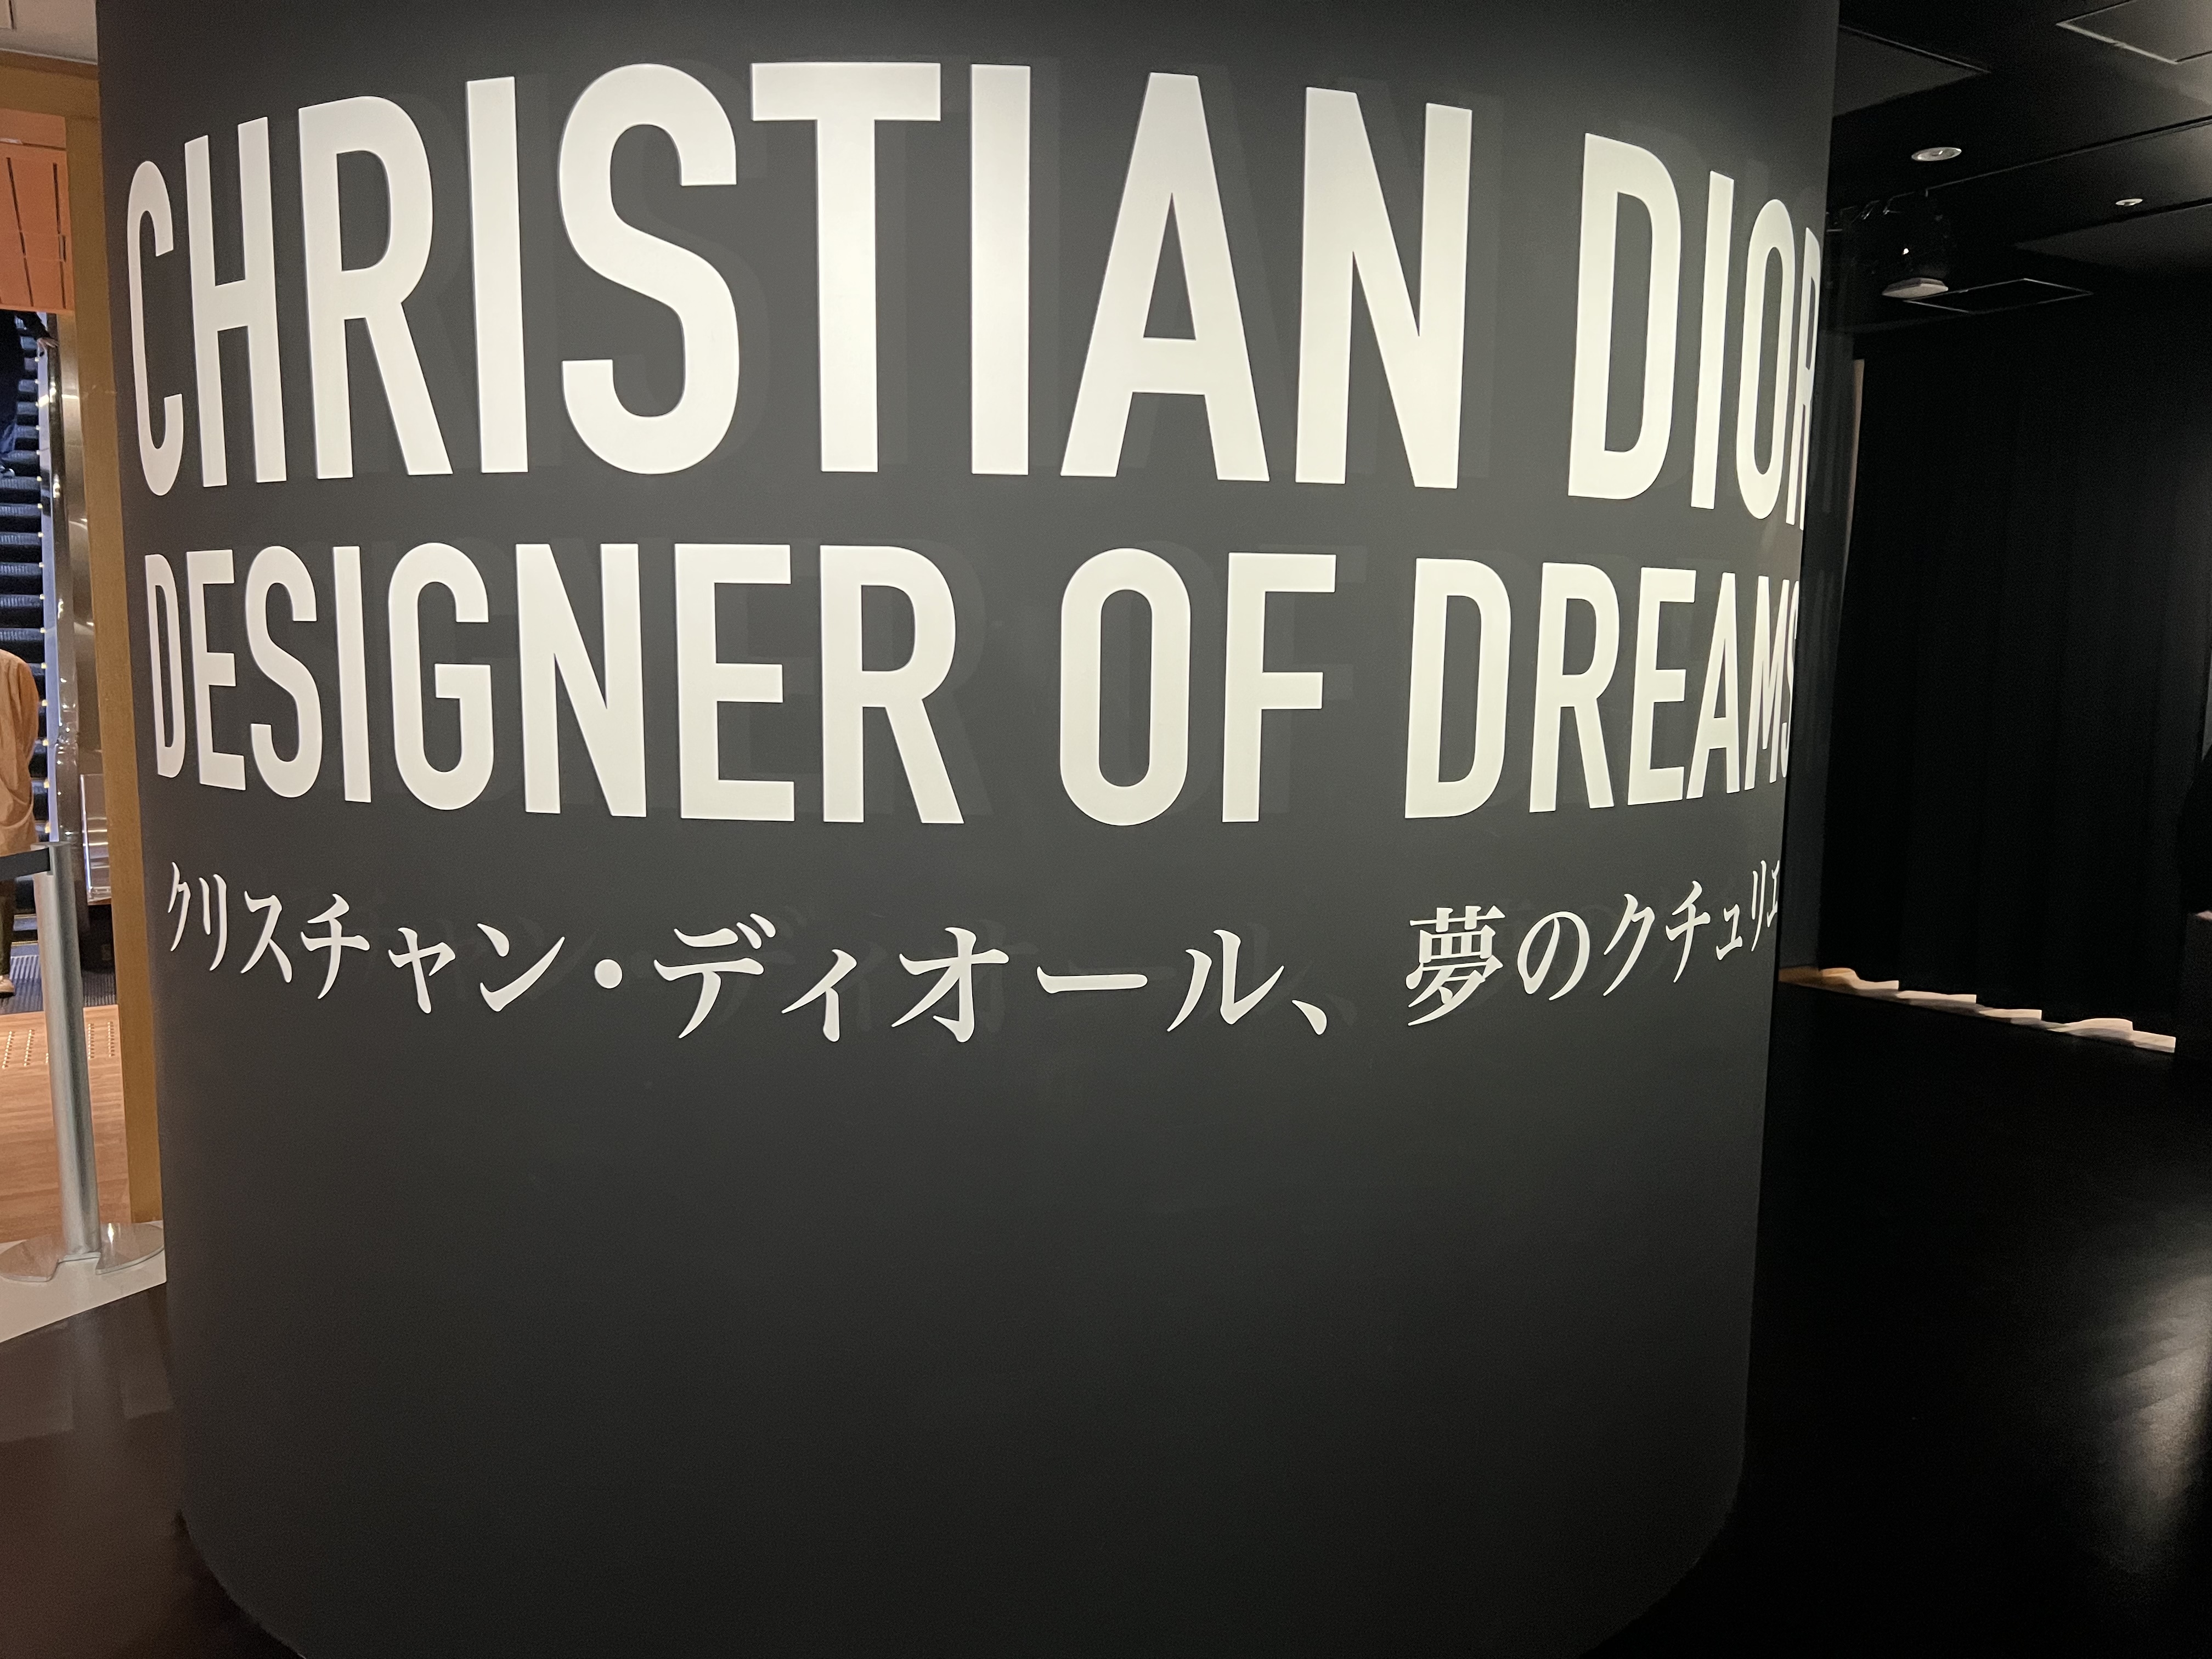 CHRISTIAN DIOR
DESIGNER OF DREAMS
クリスチャン・ディオール、 夢のクチュリエ